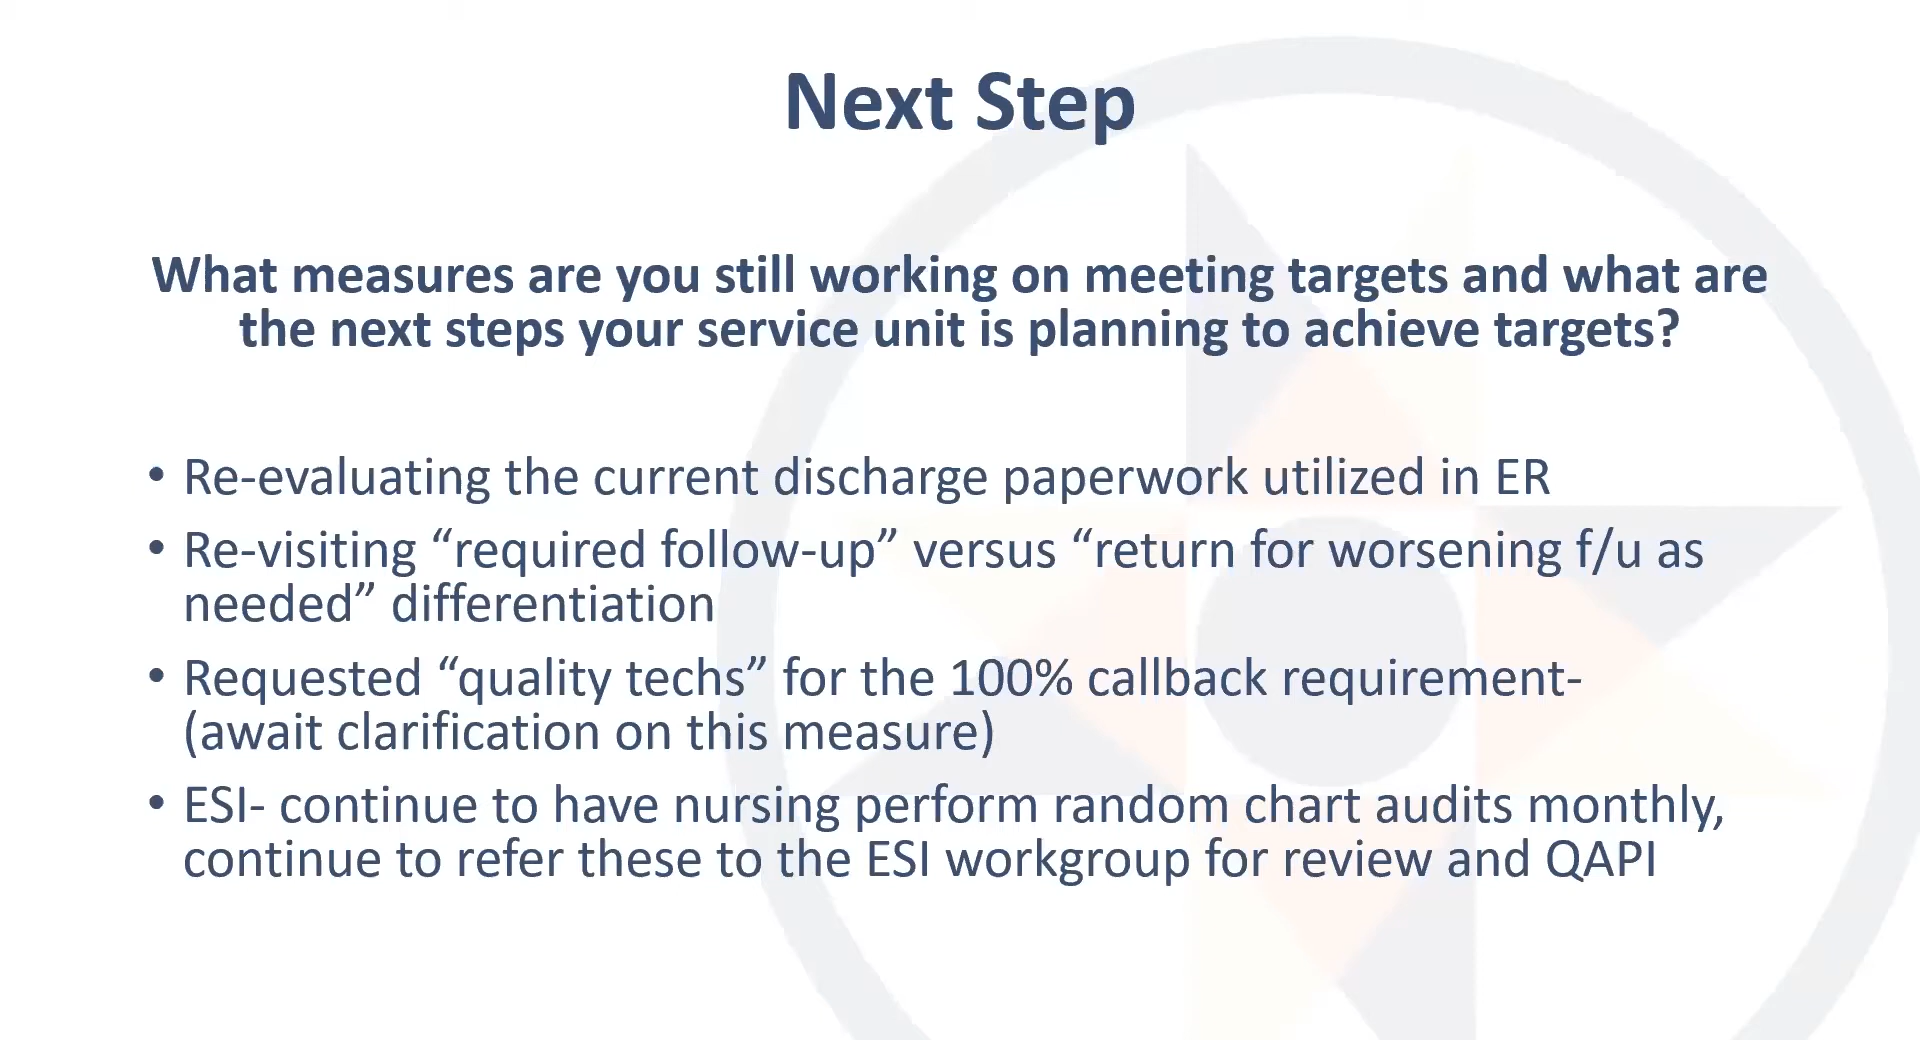 Next Step
What measures are you still working on meeting targets and what are
the next steps your service unit is planning to achieve targets?
• Re-evaluating the current discharge paperwork utilized in ER
• Re-visiting “required follow-up” versus “return for worsening f/u as
needed” differentiation
• Requested “quality techs” for the 100% callback requirement-
(await clarification on this measure)
• ESI- continue to have nursing perform random chart audits monthly,
continue to refer these to the ESI workgroup for review and QAPI